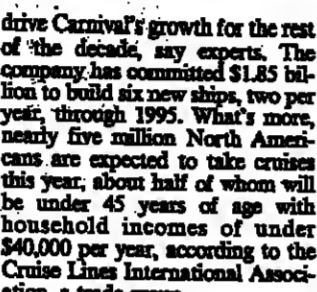 drive Carnival's growth for the rest
of the decade, say experts. The
company has committed $1.85 bil-
lion to build six new ships, two per
year, through 1995. What's more,
nearly five million North Ameri-
cans are expected to take cruises
this year; about half of whom will
be under 45 years of age with
household incomes of under
$40,000 per year, according to the
Cruise Lines International Associ-
ation, a trade group